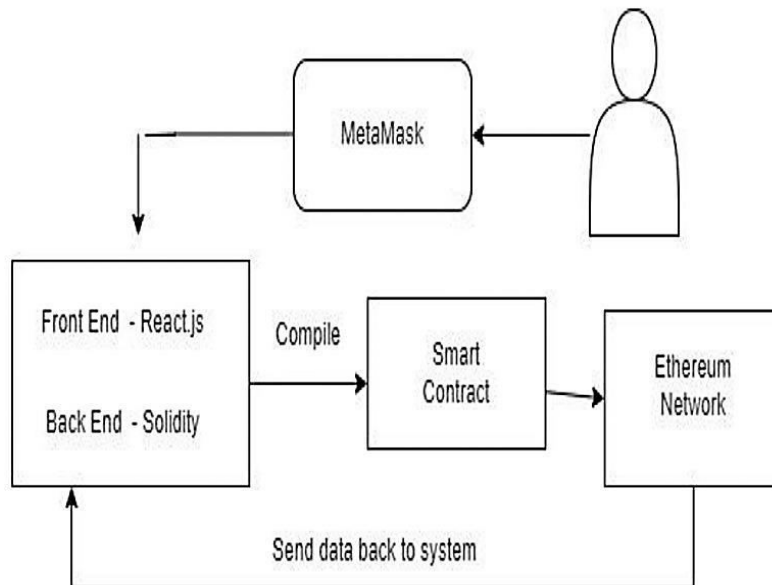 MetaMask
Front End - React.js
Back End - Solidity
Compile
Smart
Contract
Ethereum
Network
Send data back to system